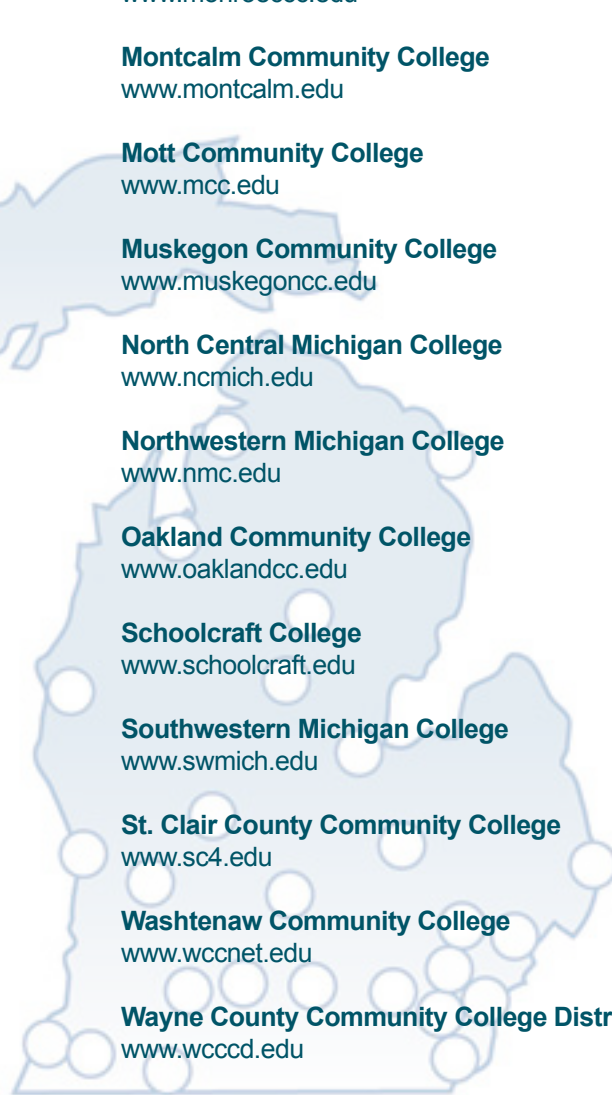 Montcalm Community College
www.montcalm.edu
Mott Community College
www.mcc.edu
Muskegon Community College
www.muskegoncc.edu
North Central Michigan College
www.ncmich.edu
Northwestern Michigan College
www.nmc.edu
Oakland Community College
www.oaklandcc.edu
Schoolcraft College
www.schoolcraft.edu
Southwestern Michigan College
www.swmich.edu
St. Clair County Community College
www.sc4.edu
Washtenaw Community College
www.wccnet.edu
Wayne County Community College Distr
www.wcccd.edu